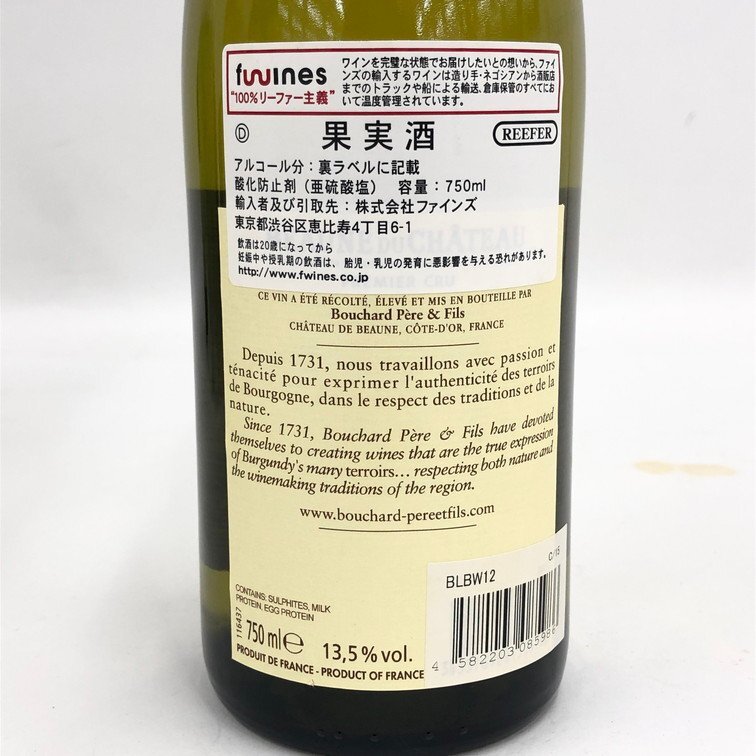 fwines
"100%リーファー主義"
ワインを完璧な状態でお届けしたいとの想いから、ファイ
ンズの輸入するワインは造り手・ネゴシアンから酒販店
までのトラックや船による輸送、倉庫保管のすべてにお
いて温度管理されています。
Ⓓ 果実酒 REEFER
アルコール分：裏ラベルに記載
酸化防止剤（亜硫酸塩） 容量：750ml
輸入者及び引取先：株式会社ファインズ
東京都渋谷区恵比寿4丁目6-1
飲酒は20歳になってから
妊娠中や授乳期の飲酒は、胎児・乳児の発育に悪影響を与える恐れがあります。
http://www.fwines.co.jp
CE VIN A ÉTÉ RÉCOLTÉ, ÉLEVÉ ET MIS EN BOUTEILLE PAR
Bouchard Père & Fils
CHÂTEAU DE BEAUNE, CÔTE-D'OR, FRANCE
Depuis 1731, nous travaillons avec passion et
ténacité pour exprimer l'authenticité des terroirs
de Bourgogne, dans le respect des traditions et de la
nature.
Since 1731, Bouchard Père & Fils have devoted
themselves to creating wines that are the true expression
of Burgundy's many terroirs... respecting both nature and
the winemaking traditions of the region.
www.bouchard-pereetfils.com
C/15
BLBW12
4 582203 085986
CONTAINS: SULPHITES, MILK
PROTEIN, EGG PROTEIN
116437
750 ml e 13,5 % vol.
PRODUIT DE FRANCE - PRODUCT OF FRANCE